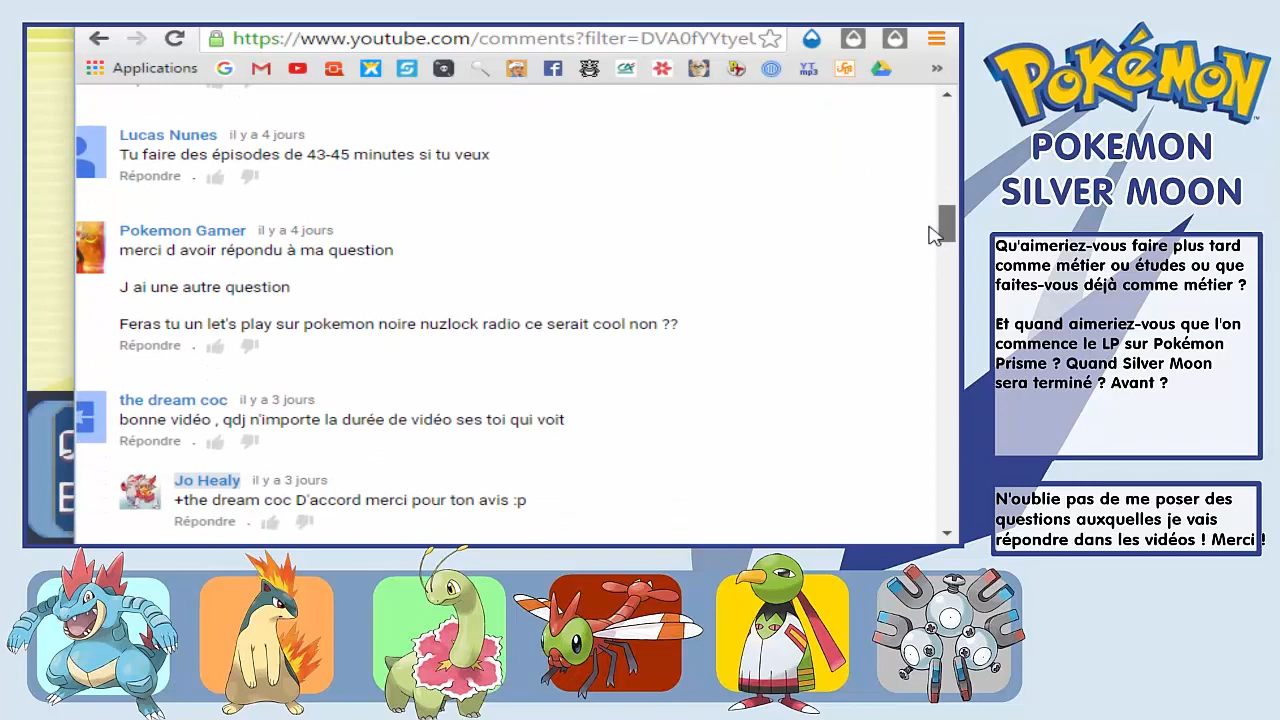 https://www.youtube.com/comments?filter=DVA0fYYtyeU
Applications
YT mp3
»
Lucas Nunes il y a 4 jours
Tu faire des épisodes de 43-45 minutes si tu veux
Répondre .
Pokemon Gamer il y a 4 jours
merci d avoir répondu à ma question
J ai une autre question
Feras tu un let's play sur pokemon noire nuzlock radio ce serait cool non ??
Répondre .
the dream coc il y a 3 jours
bonne vidéo , qdj n'importe la durée de vidéo ses toi qui voit
Répondre .
Jo Healy il y a 3 jours
+the dream coc D'accord merci pour ton avis :p
Répondre .
POKéMON
POKEMON
SILVER MOON
Qu'aimeriez-vous faire plus tard
comme métier ou études ou que
faites-vous déjà comme métier ?
Et quand aimeriez-vous que l'on
commence le LP sur Pokémon
Prisme ? Quand Silver Moon
sera terminé ? Avant ?
N'oublie pas de me poser des
questions auxquelles je vais
répondre dans les vidéos ! Merci !